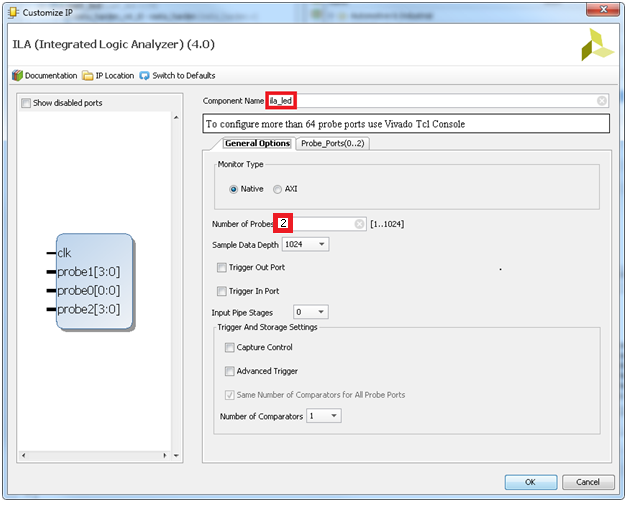 Customize IP
ILA (Integrated Logic Analyzer) (4.0)
Documentation IP Location Switch to Defaults
Show disabled ports
Component Name ila_led
To configure more than 64 probe ports use Vivado Tcl Console
General Options Probe_Ports(0..2)
Monitor Type
Native AXI
Number of Probes 2 [1..1024]
Sample Data Depth 1024
Trigger Out Port
Trigger In Port
Input Pipe Stages 0
Trigger And Storage Settings
Capture Control
Advanced Trigger
Same Number of Comparators for All Probe Ports
Number of Comparators 1
clk
probe1[3:0]
probe0[0:0]
probe2[3:0]
OK Cancel